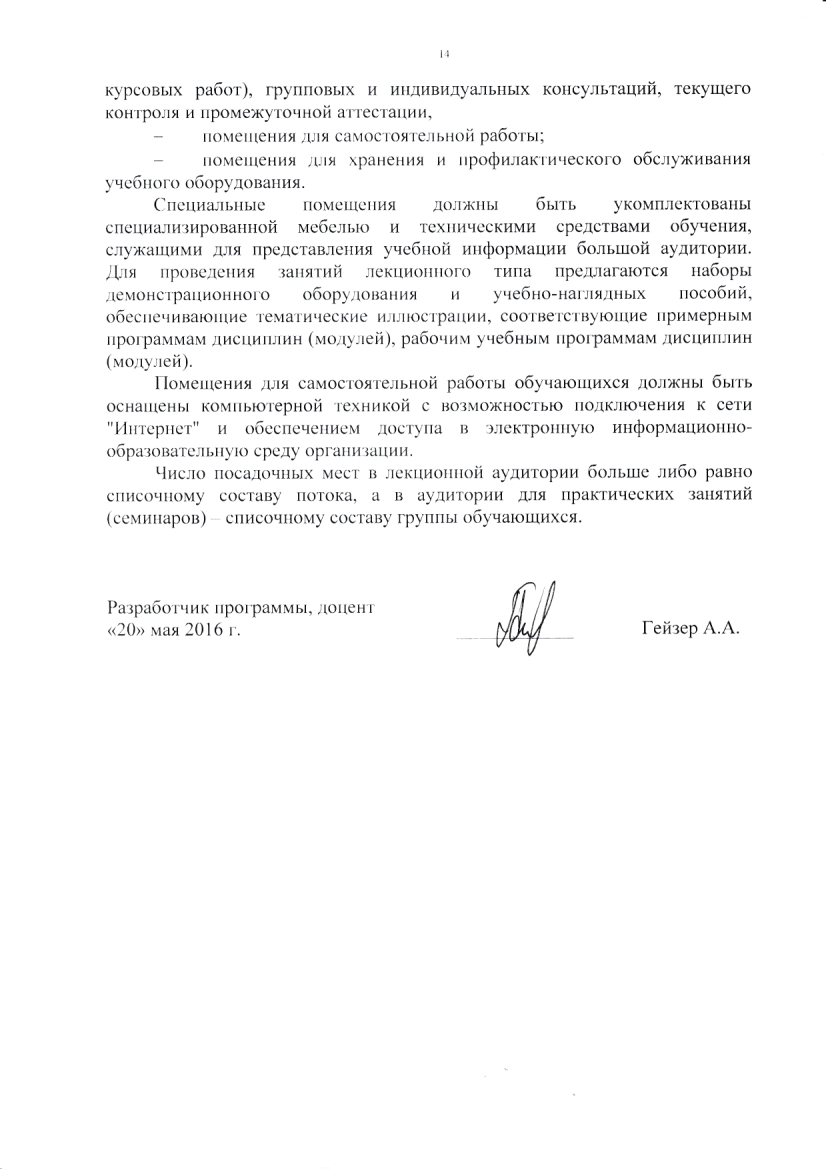 14
курсовых работ), групповых и индивидуальных консультаций, текущего
контроля и промежуточной аттестации,
– помещения для самостоятельной работы;
– помещения для хранения и профилактического обслуживания
учебного оборудования.
Специальные помещения должны быть укомплектованы
специализированной мебелью и техническими средствами обучения,
служащими для представления учебной информации большой аудитории.
Для проведения занятий лекционного типа предлагаются наборы
демонстрационного оборудования и учебно-наглядных пособий,
обеспечивающие тематические иллюстрации, соответствующие примерным
программам дисциплин (модулей), рабочим учебным программам дисциплин
(модулей).
Помещения для самостоятельной работы обучающихся должны быть
оснащены компьютерной техникой с возможностью подключения к сети
"Интернет" и обеспечением доступа в электронную информационно-
образовательную среду организации.
Число посадочных мест в лекционной аудитории больше либо равно
списочному составу потока, а в аудитории для практических занятий
(семинаров) – списочному составу группы обучающихся.
Разработчик программы, доцент
«20» мая 2016 г. Гейзер А.А.